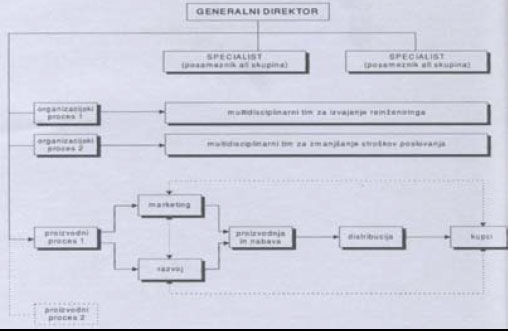 GENERALNI DIREKTOR
SPECIALIST
(posameznik ali skupina)
SPECIALIST
(posameznik ali skupina)
organizacijski
proces 1
multidisciplinarni tim za izvajanje reinženiringa
organizacijski
proces 2
multidisciplinarni tim za zmanjšanje stroškov poslovanja
marketing
proizvodni
proces 1
proizvodnja
in nabava
distribucija
kupci
razvoj
proizvodni
proces 2